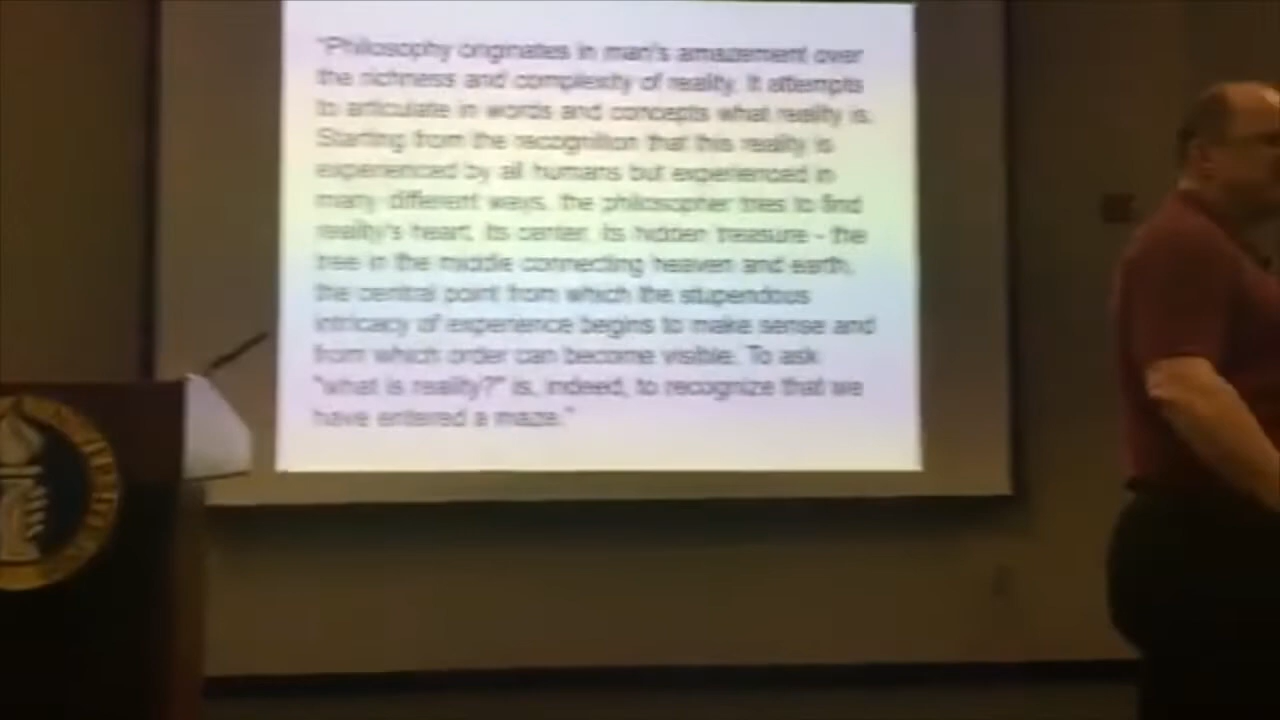 "Philosophy originates in man's amazement over
the richness and complexity of reality. It attempts
to articulate in words and concepts what reality is.
Starting from the recognition that this reality is
experienced by all humans but experienced in
many different ways, the philosopher tries to find
reality's heart, its center, its hidden treasure - the
tree in the middle connecting heaven and earth,
the central point from which the stupendous
intricacy of experience begins to make sense and
from which order can become visible. To ask
"what is reality?" is, indeed, to recognize that we
have entered a maze."